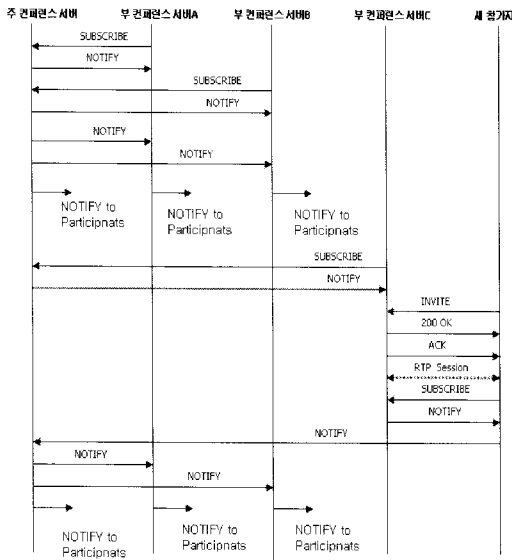 주 컨퍼런스 서버 부 컨퍼런스 서버A 부 컨퍼런스 서버B 부 컨퍼런스 서버C 새 참가자
SUBSCRIBE
NOTIFY
SUBSCRIBE
NOTIFY
NOTIFY
NOTIFY
NOTIFY to
Participnats
NOTIFY to
Participnats
NOTIFY to
Participnats
SUBSCRIBE
NOTIFY
INVITE
200 OK
ACK
RTP Session
SUBSCRIBE
NOTIFY
NOTIFY
NOTIFY
NOTIFY
NOTIFY to
Participnats
NOTIFY to
Participnats
NOTIFY to
Participnats